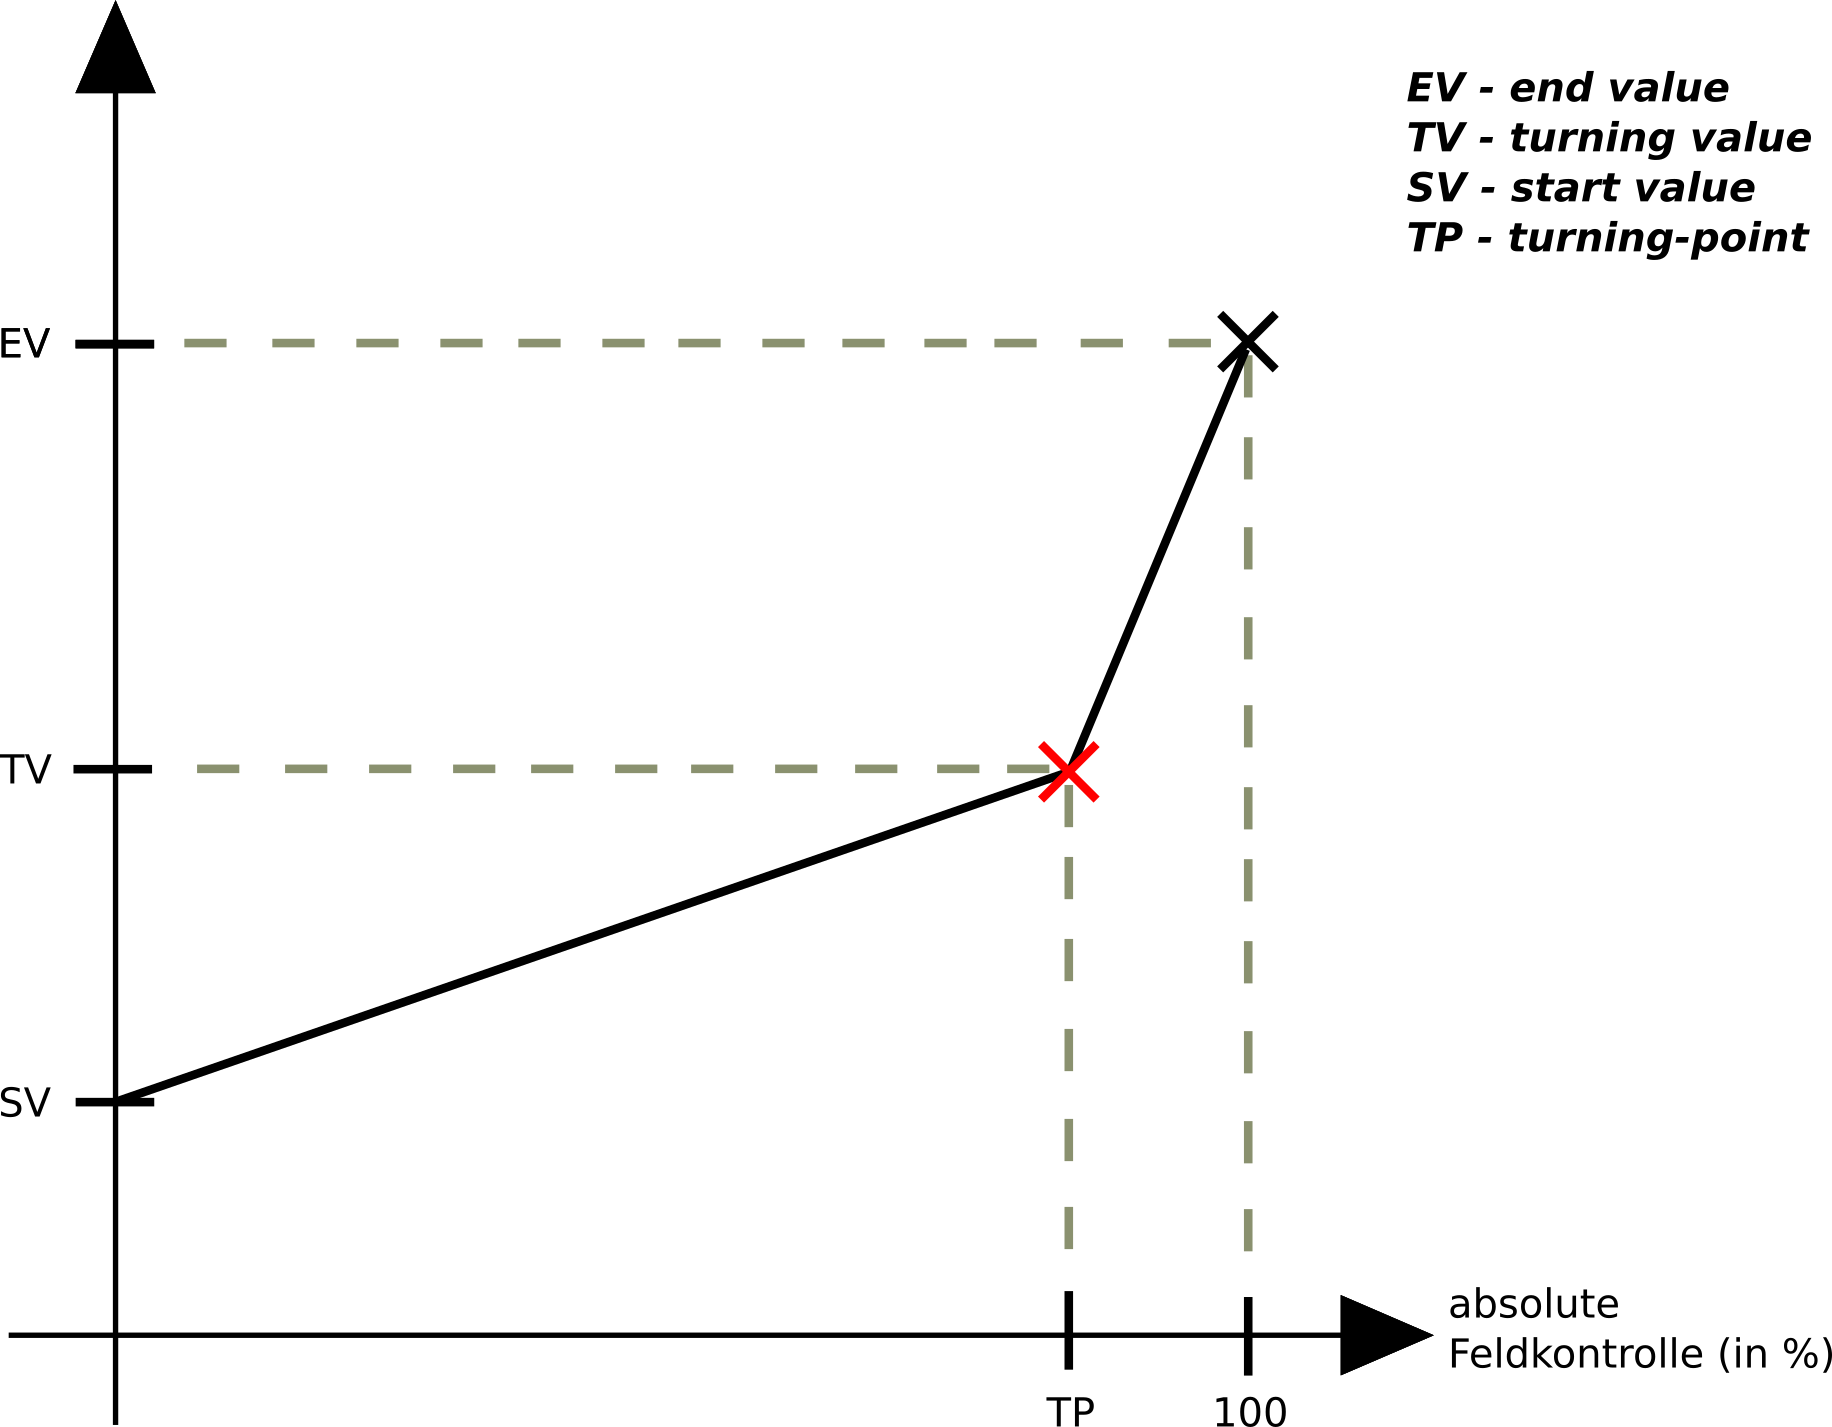 EV - end value
TV - turning value
SV - start value
TP - turning-point
EV
TV
SV
absolute
Feldkontrolle (in %)
TP
100